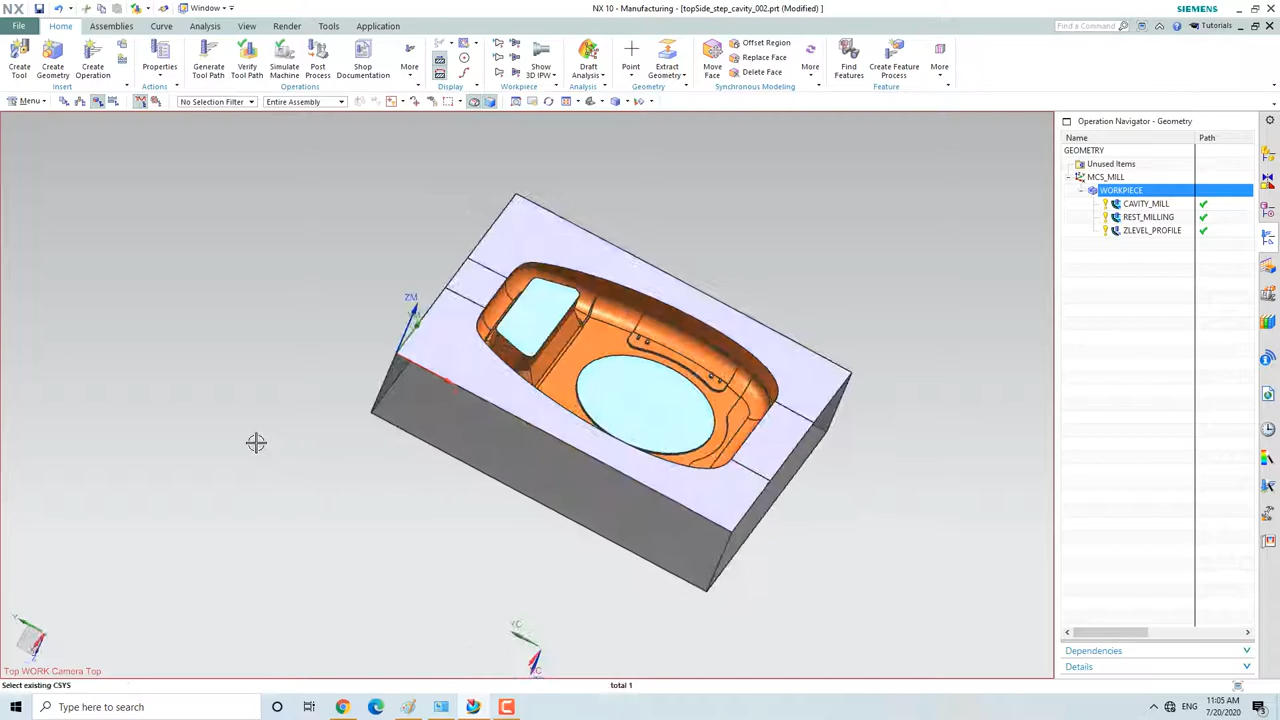 NX
Window
NX 10 - Manufacturing - [topSide_step_cavity_002.prt (Modified) ]
SIEMENS
File
Home
Assemblies
Curve
Analysis
View
Render
Tools
Application
Find a Command
Tutorials
Create Tool
Create Geometry
Create Operation
Properties
Generate Tool Path
Verify Tool Path
Simulate Machine
Post Process
Shop Documentation
More
Show 3D IPW
Draft Analysis
Point
Extract Geometry
Move Face
Offset Region
Replace Face
Delete Face
More
Find Features
Create Feature Process
More
Insert
Actions
Operations
Display
Workpiece
Analysis
Geometry
Synchronous Modeling
Feature
Menu
No Selection Filter
Entire Assembly
Operation Navigator - Geometry
Name
Path
GEOMETRY
Unused Items
MCS_MILL
WORKPIECE
CAVITY_MILL
REST_MILLING
ZLEVEL_PROFILE
ZM
YC
Y
Z
Top WORK Camera Top
Dependencies
Details
Select existing CSYS
total 1
Type here to search
ENG
11:05 AM
7/20/2020